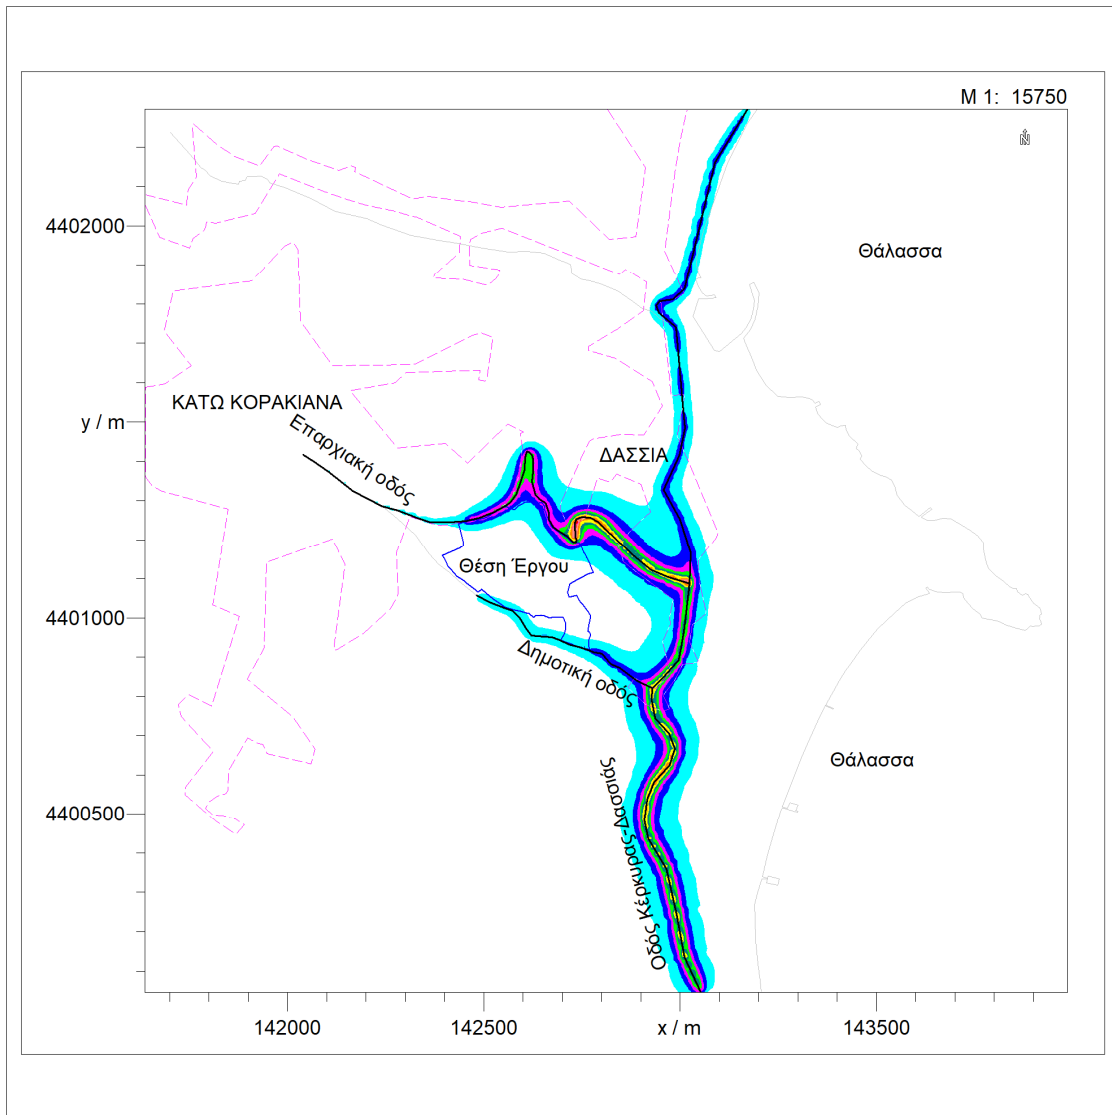 M 1: 15750
N
4402000
Θάλασσα
ΚΑΤΩ ΚΟΡΑΚΙΑΝΑ
y / m
Επαρχιακή οδός
ΔΑΣΣΙΑ
Θέση Έργου
4401000
Δημοτική οδός
Θάλασσα
Οδός Κέρκυρας-Δασσιάς
4400500
142000
142500
x / m
143500